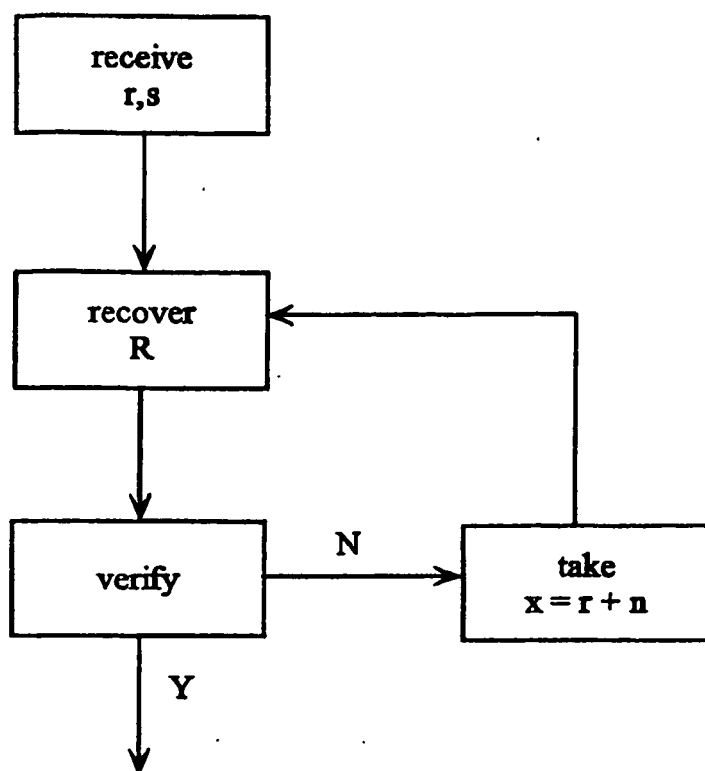 receive
r,s
recover
R
verify
N
take
x = r + n
Y